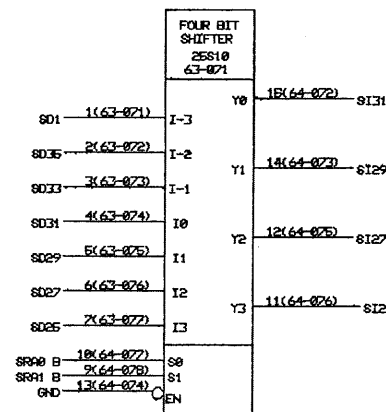 FOUR BIT
SHIFTER
25S10
63-071
SD1 1(63-071) I-3
SD35 2(63-072) I-2
SD33 3(63-073) I-1
SD31 4(63-074) I0
SD29 5(63-075) I1
SD27 6(63-076) I2
SD25 7(63-077) I3
SRA0 B 10(64-077) S0
SRA1 B 9(64-078) S1
GND 13(64-074) EN
Y0 15(64-072) SI31
Y1 14(64-073) SI29
Y2 12(64-075) SI27
Y3 11(64-076) SI2